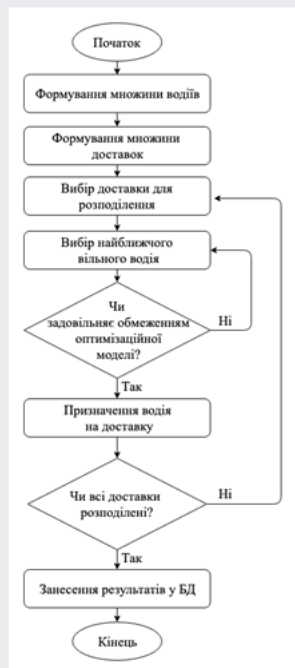 Початок
Формування множини водіїв
Формування множини
доставок
Вибір доставки для
розподілення
Вибір найближчого
вільного водія
Чи
задовільняє обмеженням
оптимізаційної
моделі?
Ні
Так
Призначення водія
на доставку
Чи всі доставки
розподілені?
Ні
Так
Занесення результатів у БД
Кінець